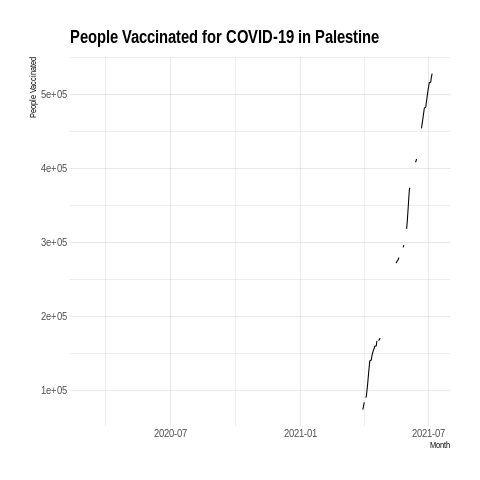 People Vaccinated for COVID-19 in Palestine
People Vaccinated
5e+05
4e+05
3e+05
2e+05
1e+05
2020-07
2021-01
2021-07
Month